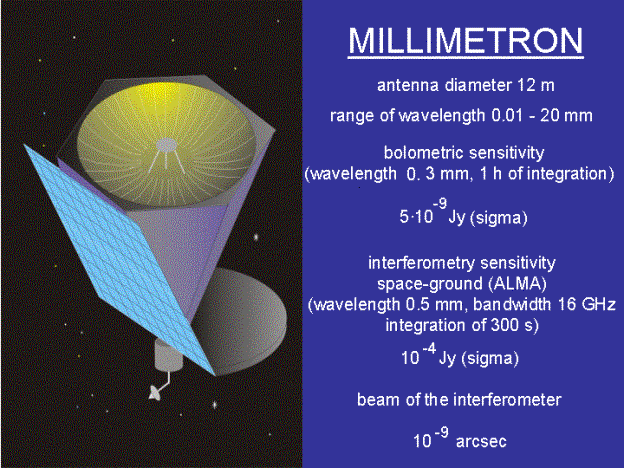 MILLIMETRON
antenna diameter 12 m
range of wavelength 0.01 - 20 mm
bolometric sensitivity
(wavelength 0. 3 mm, 1 h of integration)
5·10⁻⁹ Jy (sigma)
interferometry sensitivity
space-ground (ALMA)
(wavelength 0.5 mm, bandwidth 16 GHz
integration of 300 s)
10⁻⁴ Jy (sigma)
beam of the interferometer
10⁻⁹ arcsec